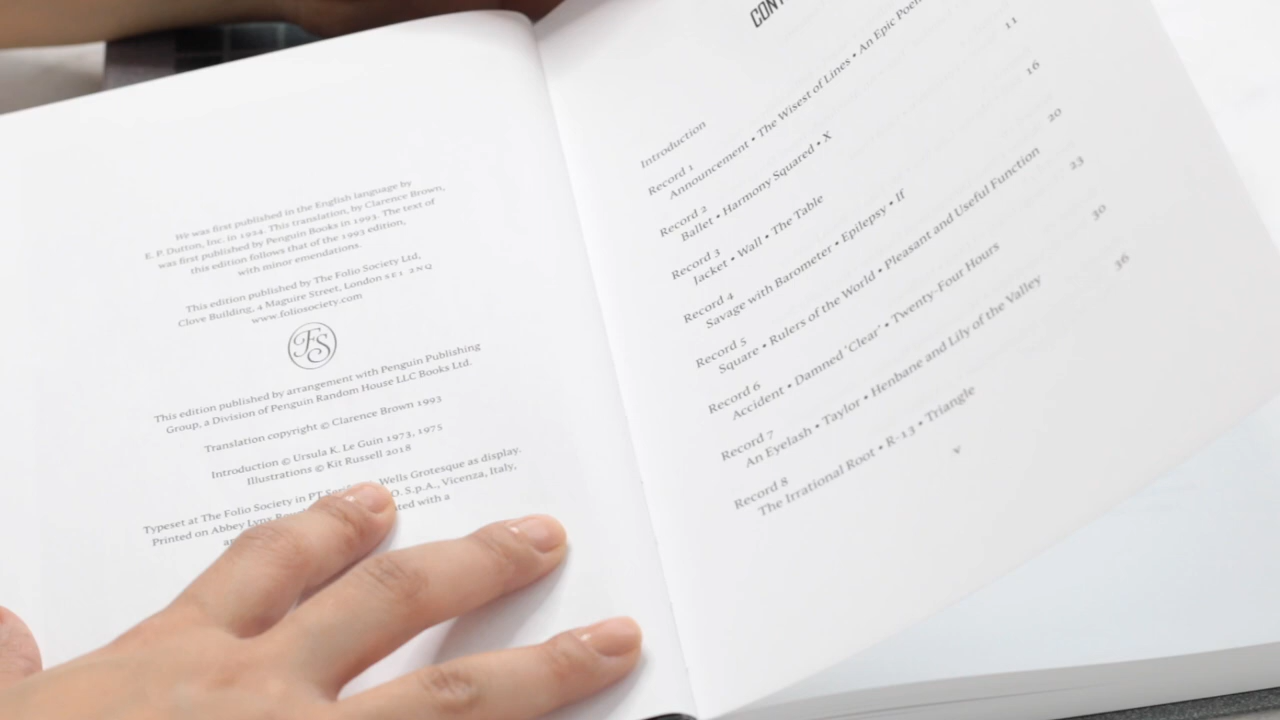 We was first published in the English language by
E. P. Dutton, Inc. in 1924. This translation, by Clarence Brown,
was first published by Penguin Books in 1993. The text of
this edition follows that of the 1993 edition,
with minor emendations.
This edition published by The Folio Society Ltd,
Clove Building, 4 Maguire Street, London SE1 2NQ
www.foliosociety.com
FS
This edition published by arrangement with Penguin Publishing
Group, a Division of Penguin Random House LLC Books Ltd.
Translation copyright © Clarence Brown 1993
Introduction © Ursula K. Le Guin 1973, 1975
Illustrations © Kit Russell 2018
Typeset at The Folio Society in PT Wells Grotesque as display.
Printed on Abbey Lynx S.p.A., Vicenza, Italy,
with a
Introduction
Record 1
Announcement • The Wisest of Lines • An Epic Poem
11
Record 2
Ballet • Harmony Squared • X
16
Record 3
Jacket • Wall • The Table
20
Record 4
Savage with Barometer • Epilepsy • If
23
Record 5
Square • Rulers of the World • Pleasant and Useful Function
30
Record 6
Accident • Damned 'Clear' • Twenty-Four Hours
36
Record 7
An Eyelash • Taylor • Henbane and Lily of the Valley
Record 8
The Irrational Root • R-13 • Triangle
v